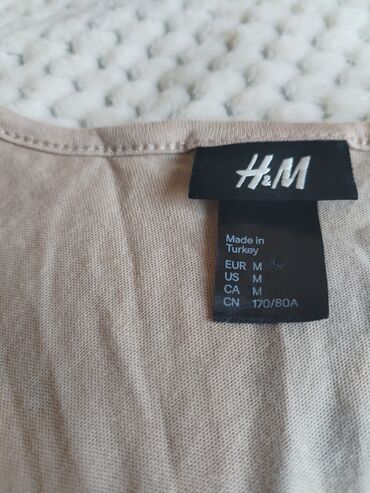 H&M
Made in
Turkey
EUR M
US M
CA M
CN 170/80A